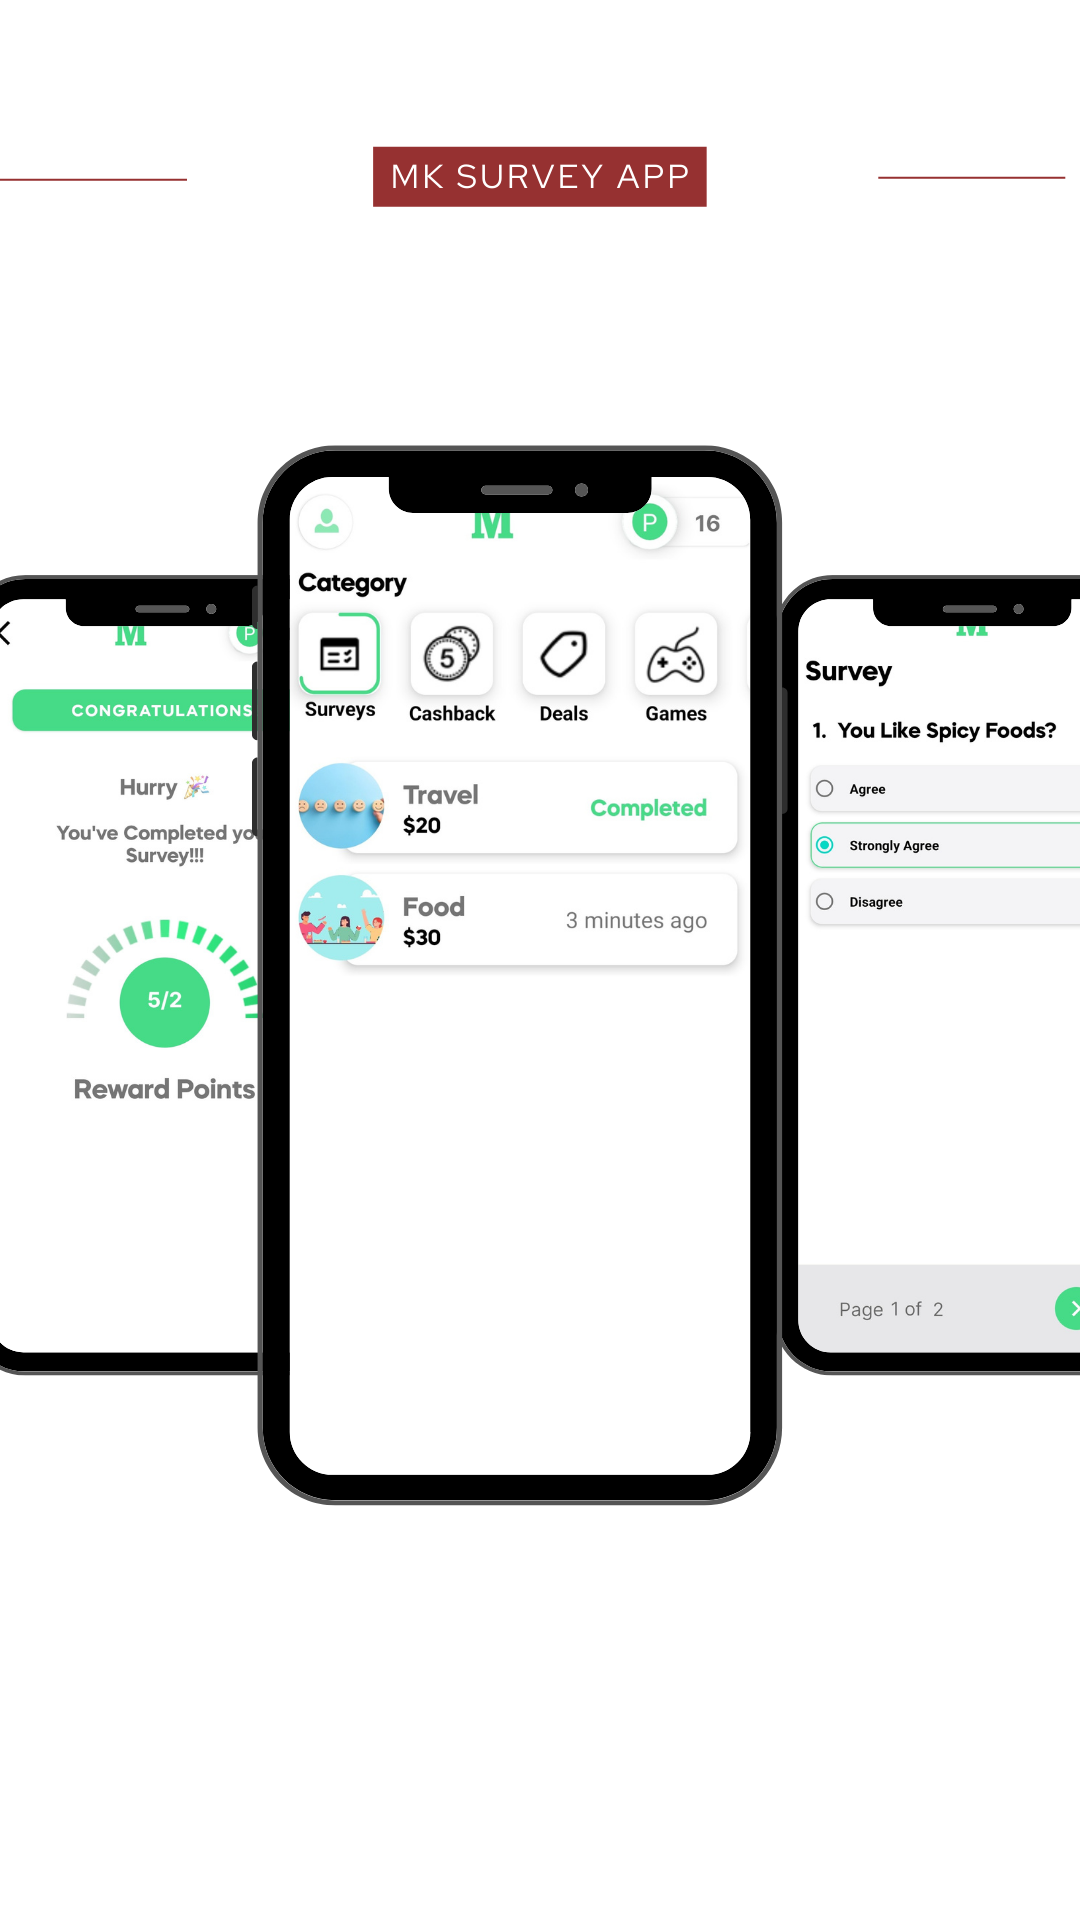 MK SURVEY APP
M
P
CONGRATULATIONS
Hurry 🎉
You've Completed
Survey!!!
5/2
Reward Points
M
P 16
Category
5
Surveys Cashback Deals Games
Travel
$20
Completed
Food
$30
3 minutes ago
M
Survey
1. You Like Spicy Foods?
Agree
Strongly Agree
Disagree
Page 1 of 2